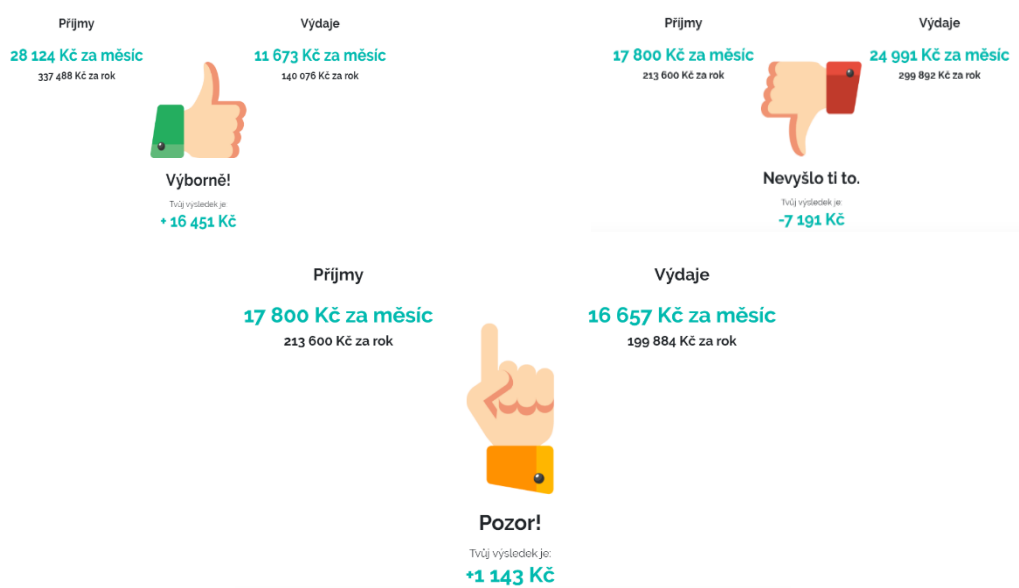 Příjmy
Výdaje
28 124 Kč za měsíc
11 673 Kč za měsíc
337 488 Kč za rok
140 076 Kč za rok
Výborně!
Tvůj výsledek je:
+ 16 451 Kč
Příjmy
Výdaje
17 800 Kč za měsíc
24 991 Kč za měsíc
213 600 Kč za rok
299 892 Kč za rok
Nevyšlo ti to.
Tvůj výsledek je:
-7 191 Kč
Příjmy
Výdaje
17 800 Kč za měsíc
16 657 Kč za měsíc
213 600 Kč za rok
199 884 Kč za rok
Pozor!
Tvůj výsledek je:
+1 143 Kč